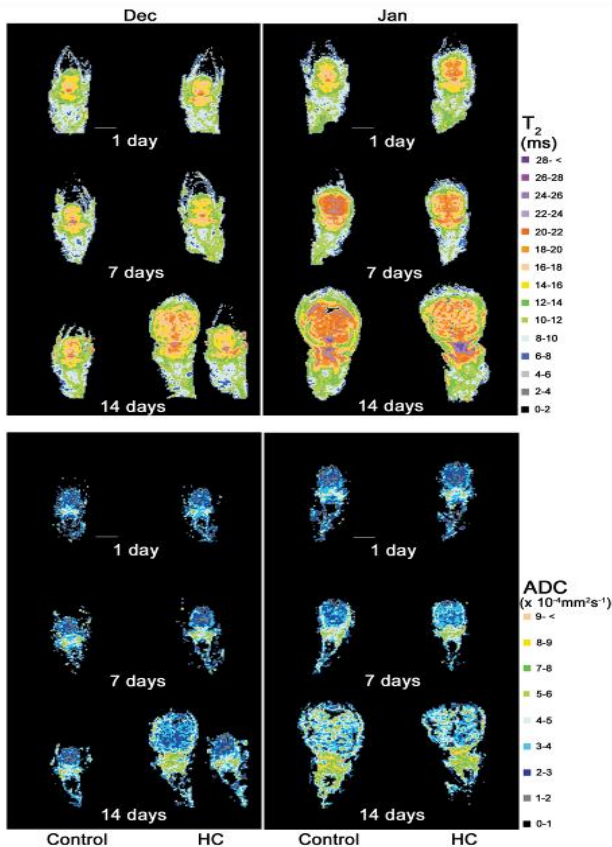 Dec Jan
1 day 1 day
7 days 7 days
14 days 14 days
T2
(ms)
28- <
26-28
24-26
22-24
20-22
18-20
16-18
14-16
12-14
10-12
8-10
6-8
4-6
2-4
0-2
1 day 1 day
7 days 7 days
14 days 14 days
ADC
(x 10⁻⁴mm²s⁻¹)
9- <
8-9
7-8
5-6
4-5
3-4
2-3
1-2
0-1
Control HC Control HC